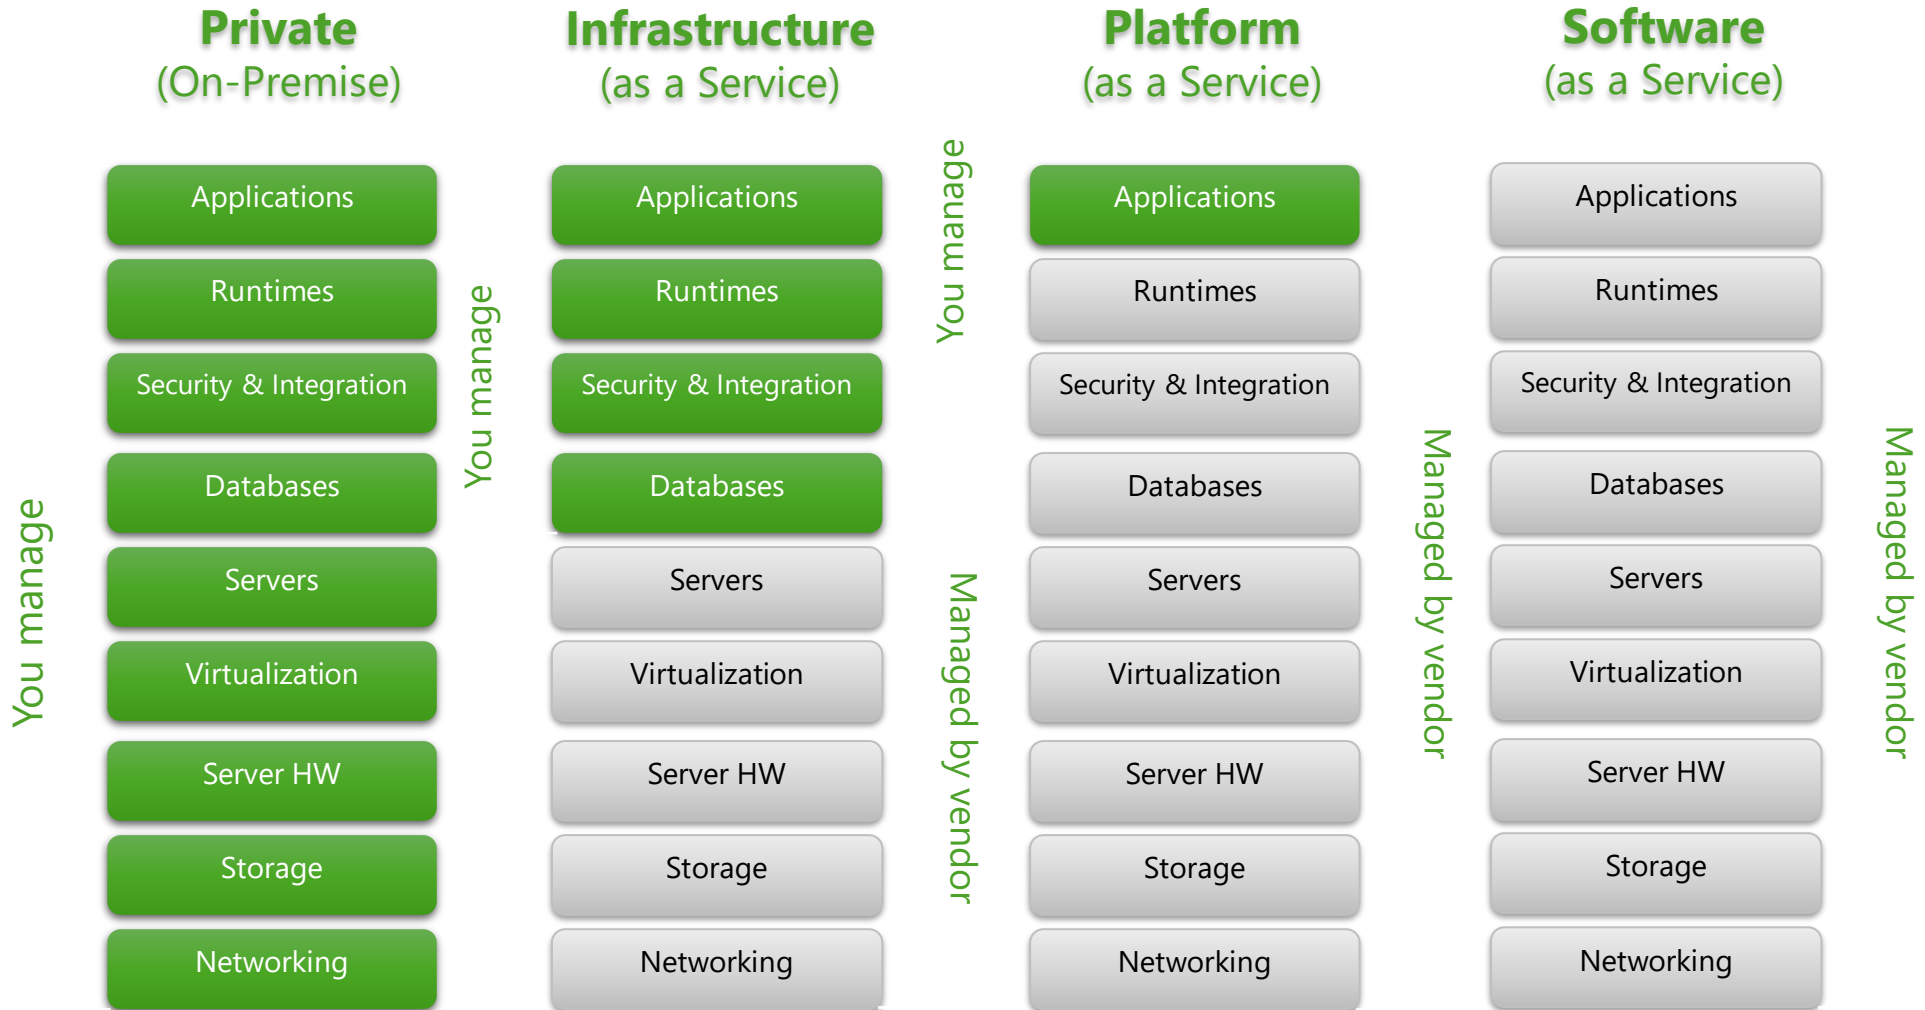 Private
(On-Premise)
Infrastructure
(as a Service)
Platform
(as a Service)
Software
(as a Service)
You manage
Applications
Runtimes
Security & Integration
Databases
Servers
Virtualization
Server HW
Storage
Networking
You manage
Applications
Runtimes
Security & Integration
Databases
Servers
Virtualization
Server HW
Storage
Networking
You manage
Managed by vendor
Applications
Runtimes
Security & Integration
Databases
Servers
Virtualization
Server HW
Storage
Networking
Managed by vendor
Applications
Runtimes
Security & Integration
Databases
Servers
Virtualization
Server HW
Storage
Networking
Managed by vendor